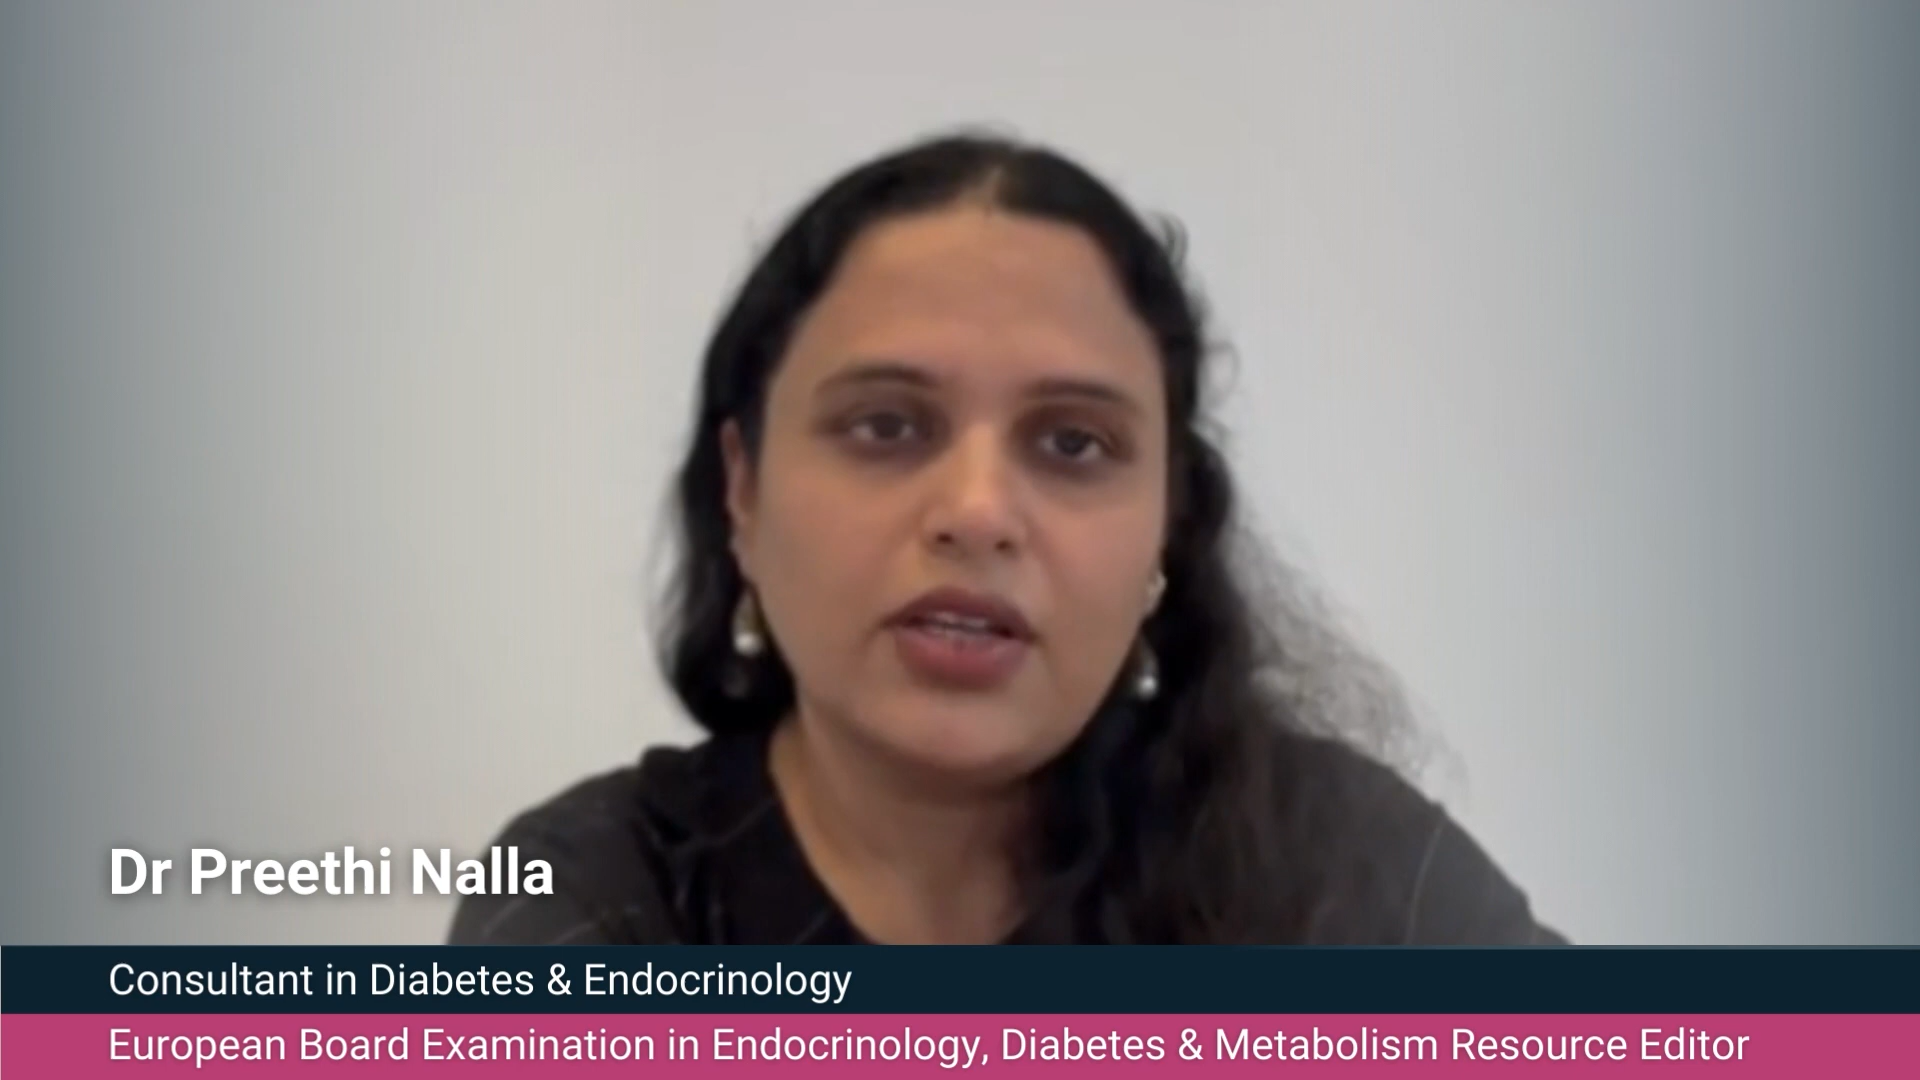 Dr Preethi Nalla
Consultant in Diabetes & Endocrinology
European Board Examination in Endocrinology, Diabetes & Metabolism Resource Editor